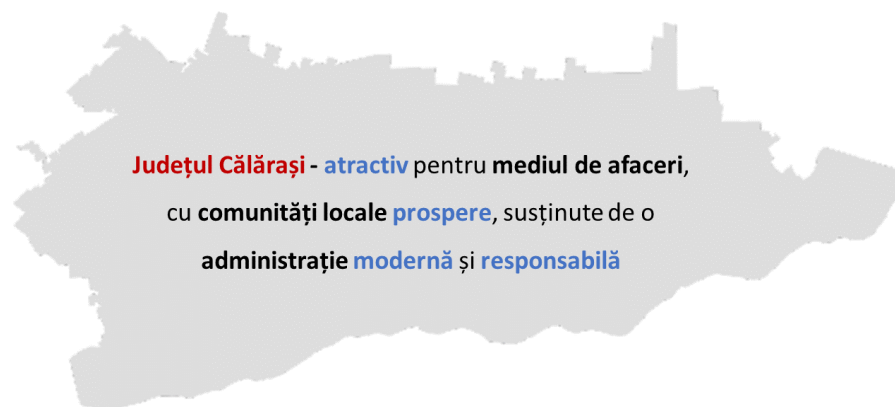 Județul Călărași - atractiv pentru mediul de afaceri,
cu comunități locale prospere, susținute de o
administrație modernă și responsabilă